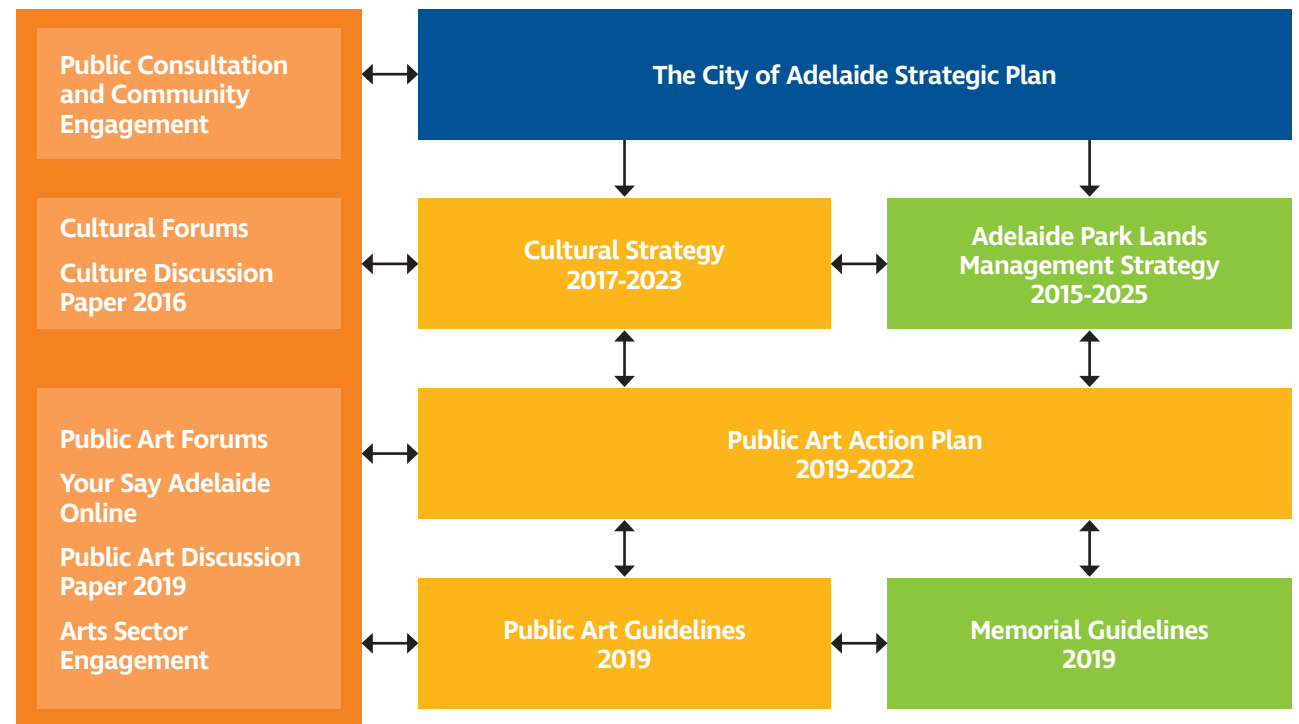 Public Consultation
and Community
Engagement
The City of Adelaide Strategic Plan
Cultural Forums
Culture Discussion
Paper 2016
Cultural Strategy
2017-2023
Adelaide Park Lands
Management Strategy
2015-2025
Public Art Forums
Your Say Adelaide
Online
Public Art Discussion
Paper 2019
Arts Sector
Engagement
Public Art Action Plan
2019-2022
Public Art Guidelines
2019
Memorial Guidelines
2019